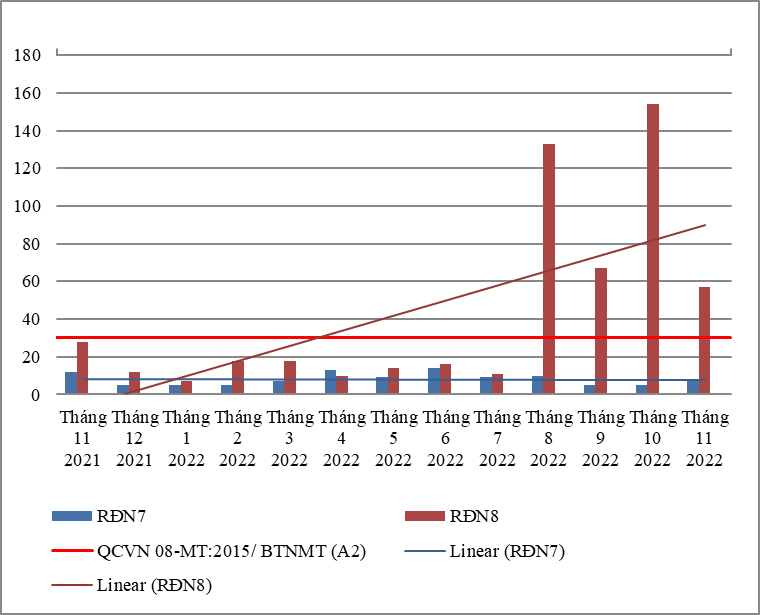 180
160
140
120
100
80
60
40
20
0
Tháng Tháng Tháng Tháng Tháng Tháng Tháng Tháng Tháng Tháng Tháng Tháng Tháng
11 12 1 2 3 4 5 6 7 8 9 10 11
2021 2021 2022 2022 2022 2022 2022 2022 2022 2022 2022 2022 2022
RĐN7 RĐN8
QCVN 08-MT:2015/ BTNMT (A2) Linear (RĐN7)
Linear (RĐN8)